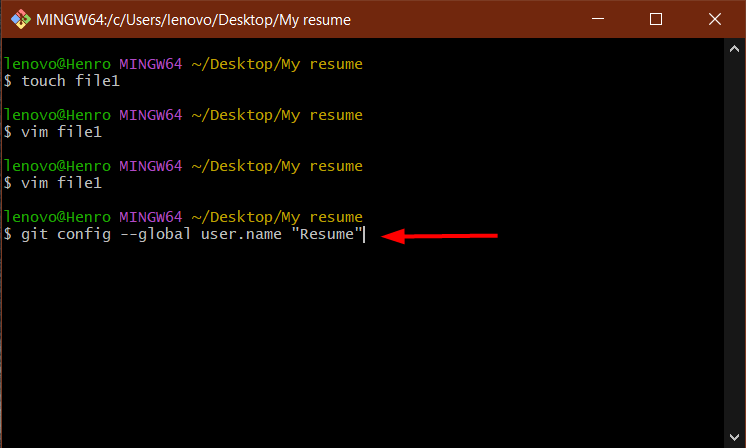 MINGW64:/c/Users/lenovo/Desktop/My resume
lenovo@Henro MINGW64 ~/Desktop/My resume
$ touch file1
lenovo@Henro MINGW64 ~/Desktop/My resume
$ vim file1
lenovo@Henro MINGW64 ~/Desktop/My resume
$ vim file1
lenovo@Henro MINGW64 ~/Desktop/My resume
$ git config --global user.name "Resume"